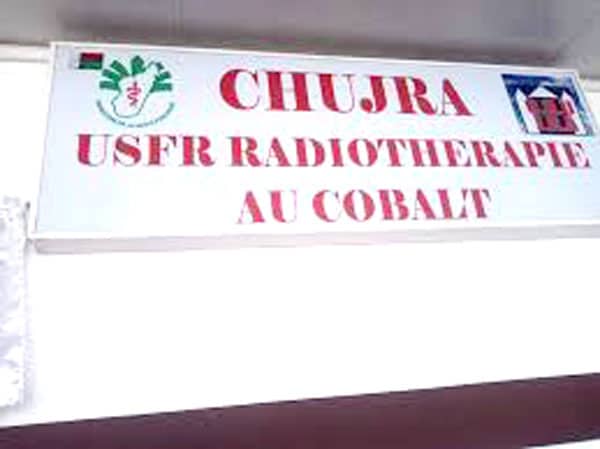 CHUJRA
USFR RADIOTHERAPIE
AU COBALT